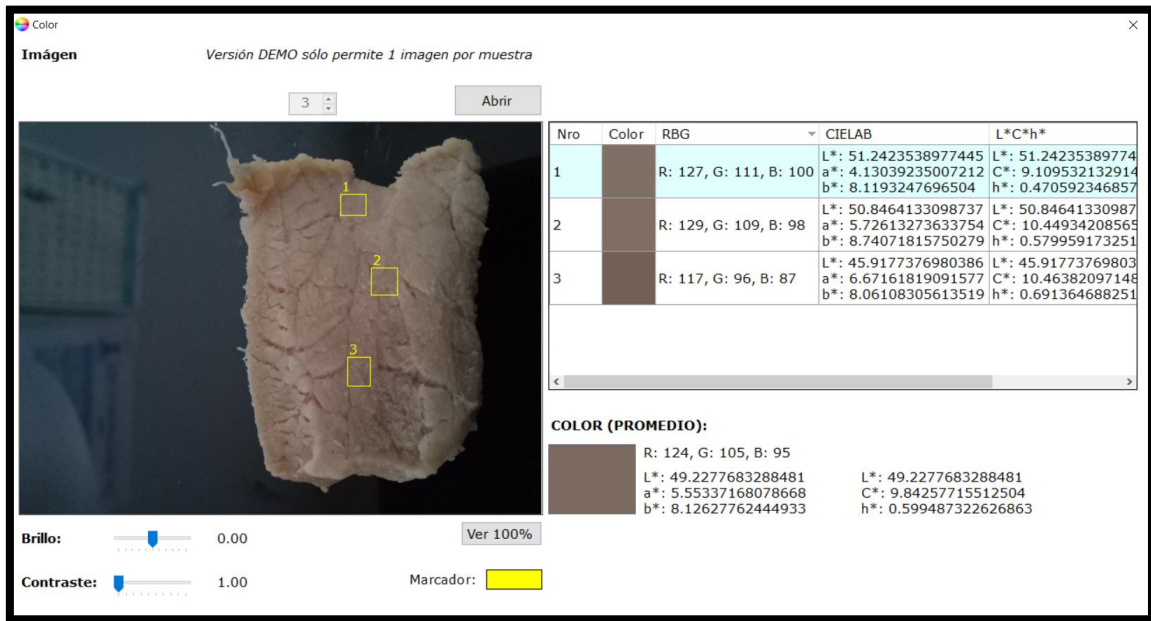 Color
Imágen Versión DEMO sólo permite 1 imagen por muestra
3 Abrir
Nro Color RBG CIELAB L*C*h*
1 R: 127, G: 111, B: 100
L*: 51.2423538977445 L*: 51.24235389774
a*: 4.13039235007212 C*: 9.109532132914
b*: 8.1193247696504 h*: 0.470592346857
2 R: 129, G: 109, B: 98
L*: 50.8464133098737 L*: 50.84641330987
a*: 5.72613273633754 C*: 10.44934208565
b*: 8.74071815750279 h*: 0.579959173251
3 R: 117, G: 96, B: 87
L*: 45.9177376980386 L*: 45.91773769803
a*: 6.67161819091577 C*: 10.46382097148
b*: 8.06108305613519 h*: 0.691364688251
1
2
3
COLOR (PROMEDIO):
R: 124, G: 105, B: 95
L*: 49.2277683288481 L*: 49.2277683288481
a*: 5.55337168078668 C*: 9.84257715512504
b*: 8.12627762444933 h*: 0.599487322626863
Brillo: 0.00 Ver 100%
Contraste: 1.00 Marcador: